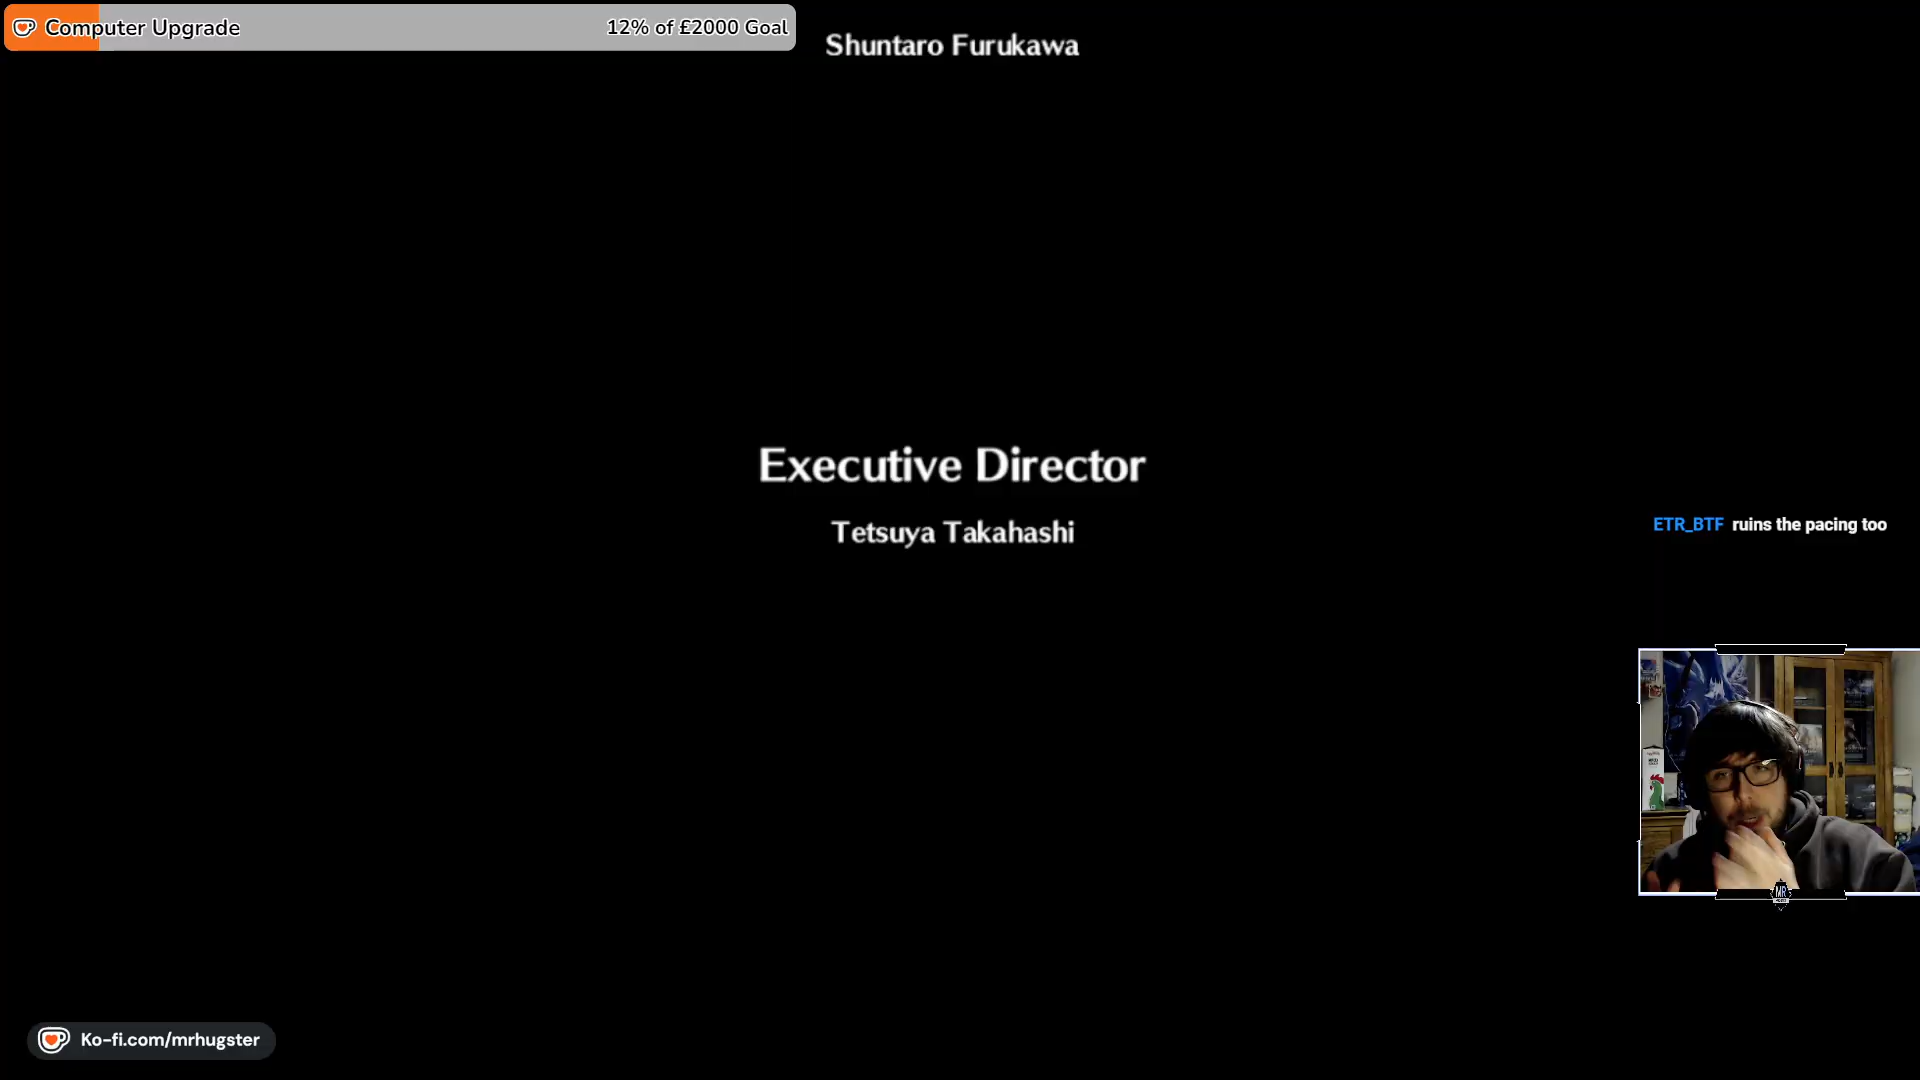 Computer Upgrade
12% of £2000 Goal
Shuntaro Furukawa
Executive Director
Tetsuya Takahashi
ETR_BTF ruins the pacing too
MR
Ko-fi.com/mrhugster